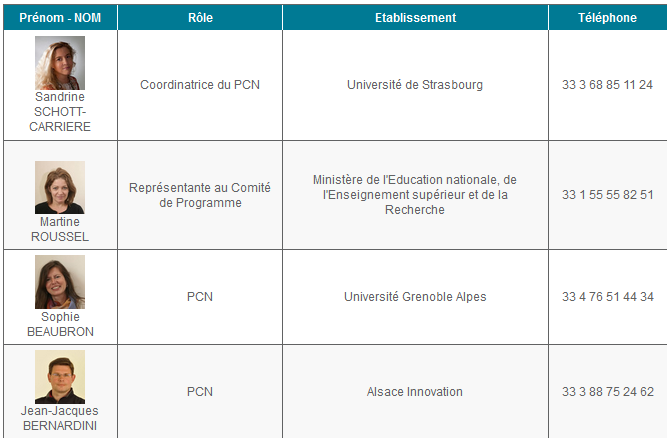 Prénom - NOM
Rôle
Etablissement
Téléphone
Sandrine
SCHOTT-
CARRIERE
Coordinatrice du PCN
Université de Strasbourg
33 3 68 85 11 24
Martine
ROUSSEL
Représentante au Comité
de Programme
Ministère de l'Education nationale, de
l'Enseignement supérieur et de la
Recherche
33 1 55 55 82 51
Sophie
BEAUBRON
PCN
Université Grenoble Alpes
33 4 76 51 44 34
Jean-Jacques
BERNARDINI
PCN
Alsace Innovation
33 3 88 75 24 62